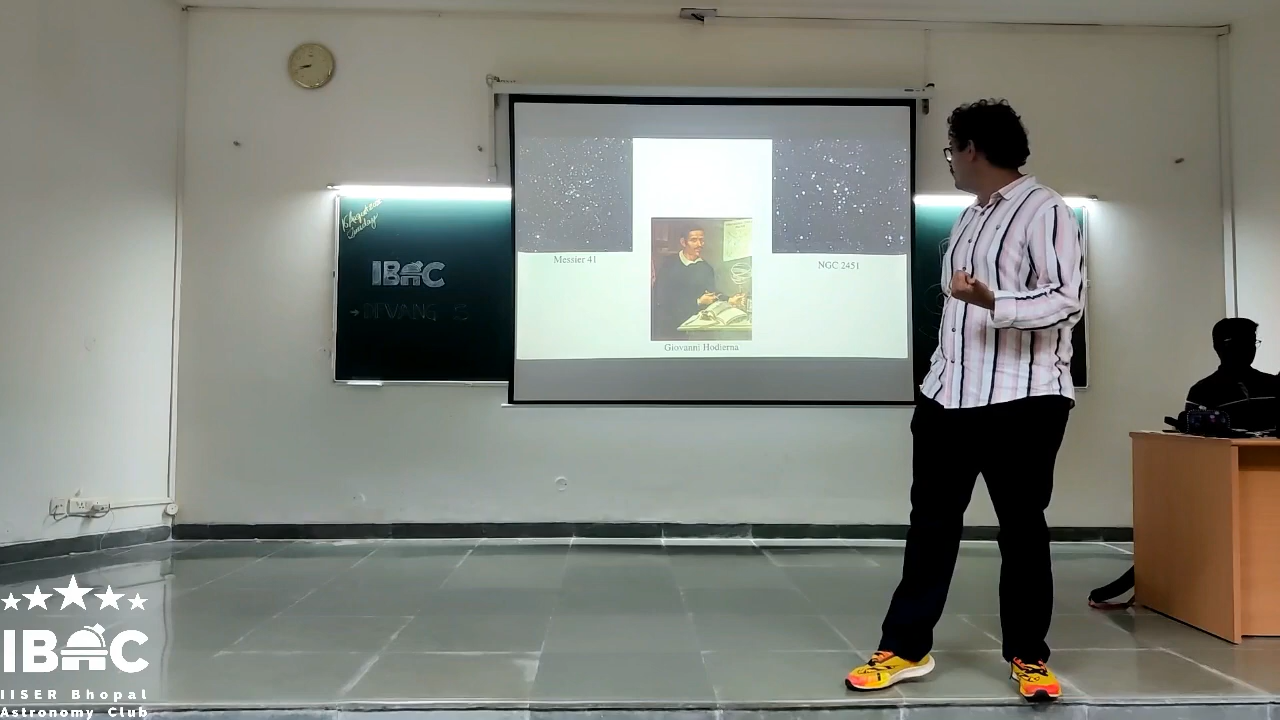 IBAC
Messier 41
NGC 2451
Giovanni Hodierna
IBAC
IISER Bhopal
Astronomy Club